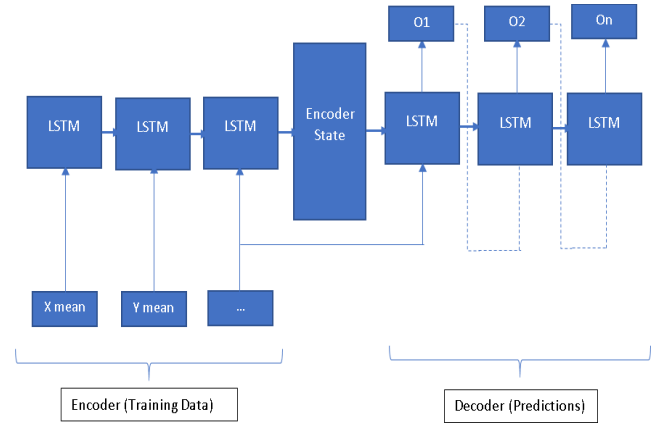 O1
O2
On
LSTM
LSTM
LSTM
Encoder
State
LSTM
LSTM
LSTM
X mean
Y mean
...
Encoder (Training Data)
Decoder (Predictions)